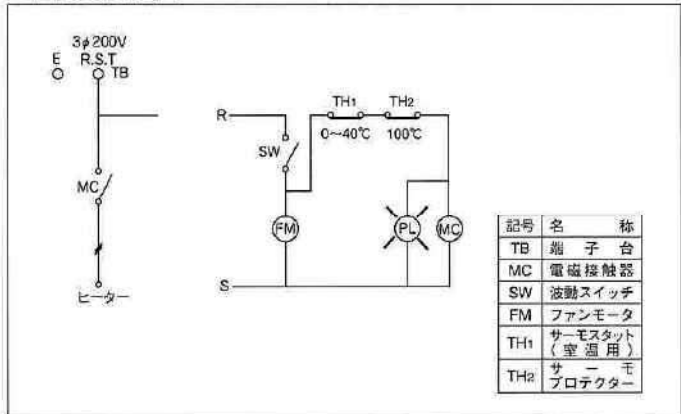 3φ200V
E R.S.T
TB
MC
ヒーター
R
SW
TH1 TH2
0～40℃ 100℃
FM PL MC
S
記号 名 称
TB 端 子 台
MC 電磁接触器
SW 波動スイッチ
FM ファンモータ
TH1 サーモスタット
(室温用)
TH2 サーモ
プロテクター